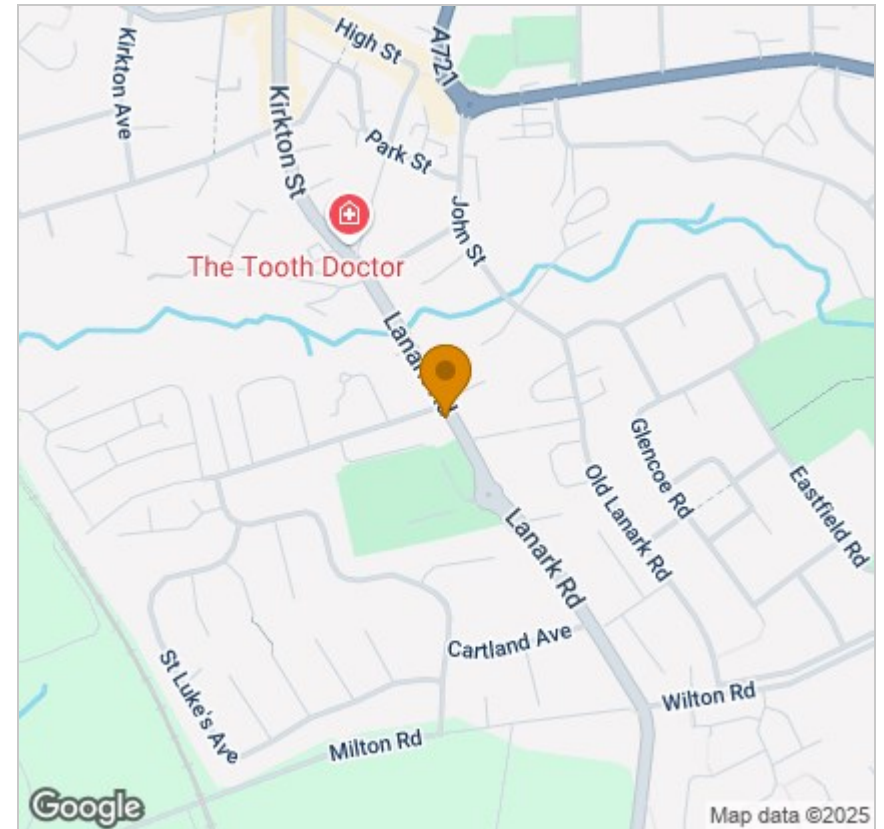 High St
A721
Kirkton Ave
Kirkton St
Park St
John St
The Tooth Doctor
Lanark Rd
Glencoe Rd
Old Lanark Rd
Eastfield Rd
Lanark Rd
Cartland Ave
St Luke's Ave
Wilton Rd
Milton Rd
Google
Map data ©2025